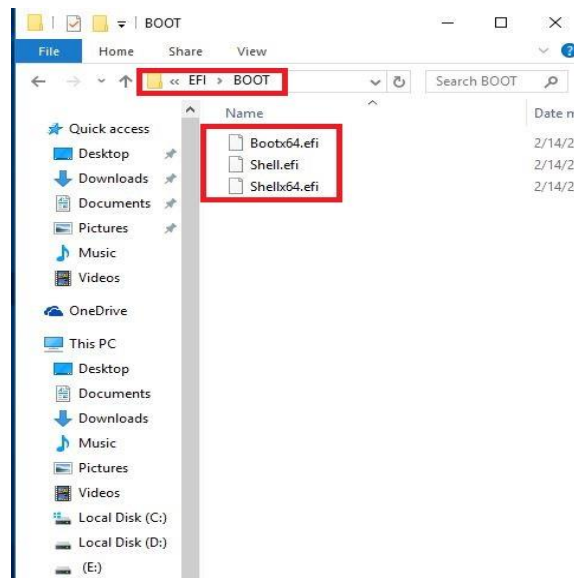 BOOT
File Home Share View
« EFI > BOOT
Search BOOT
Name
Date
Quick access
Desktop
Downloads
Documents
Pictures
Music
Videos
OneDrive
This PC
Desktop
Documents
Downloads
Music
Pictures
Videos
Local Disk (C:)
Local Disk (D:)
(E:)
Bootx64.efi 2/14/2
Shell.efi 2/14/2
Shellx64.efi 2/14/2